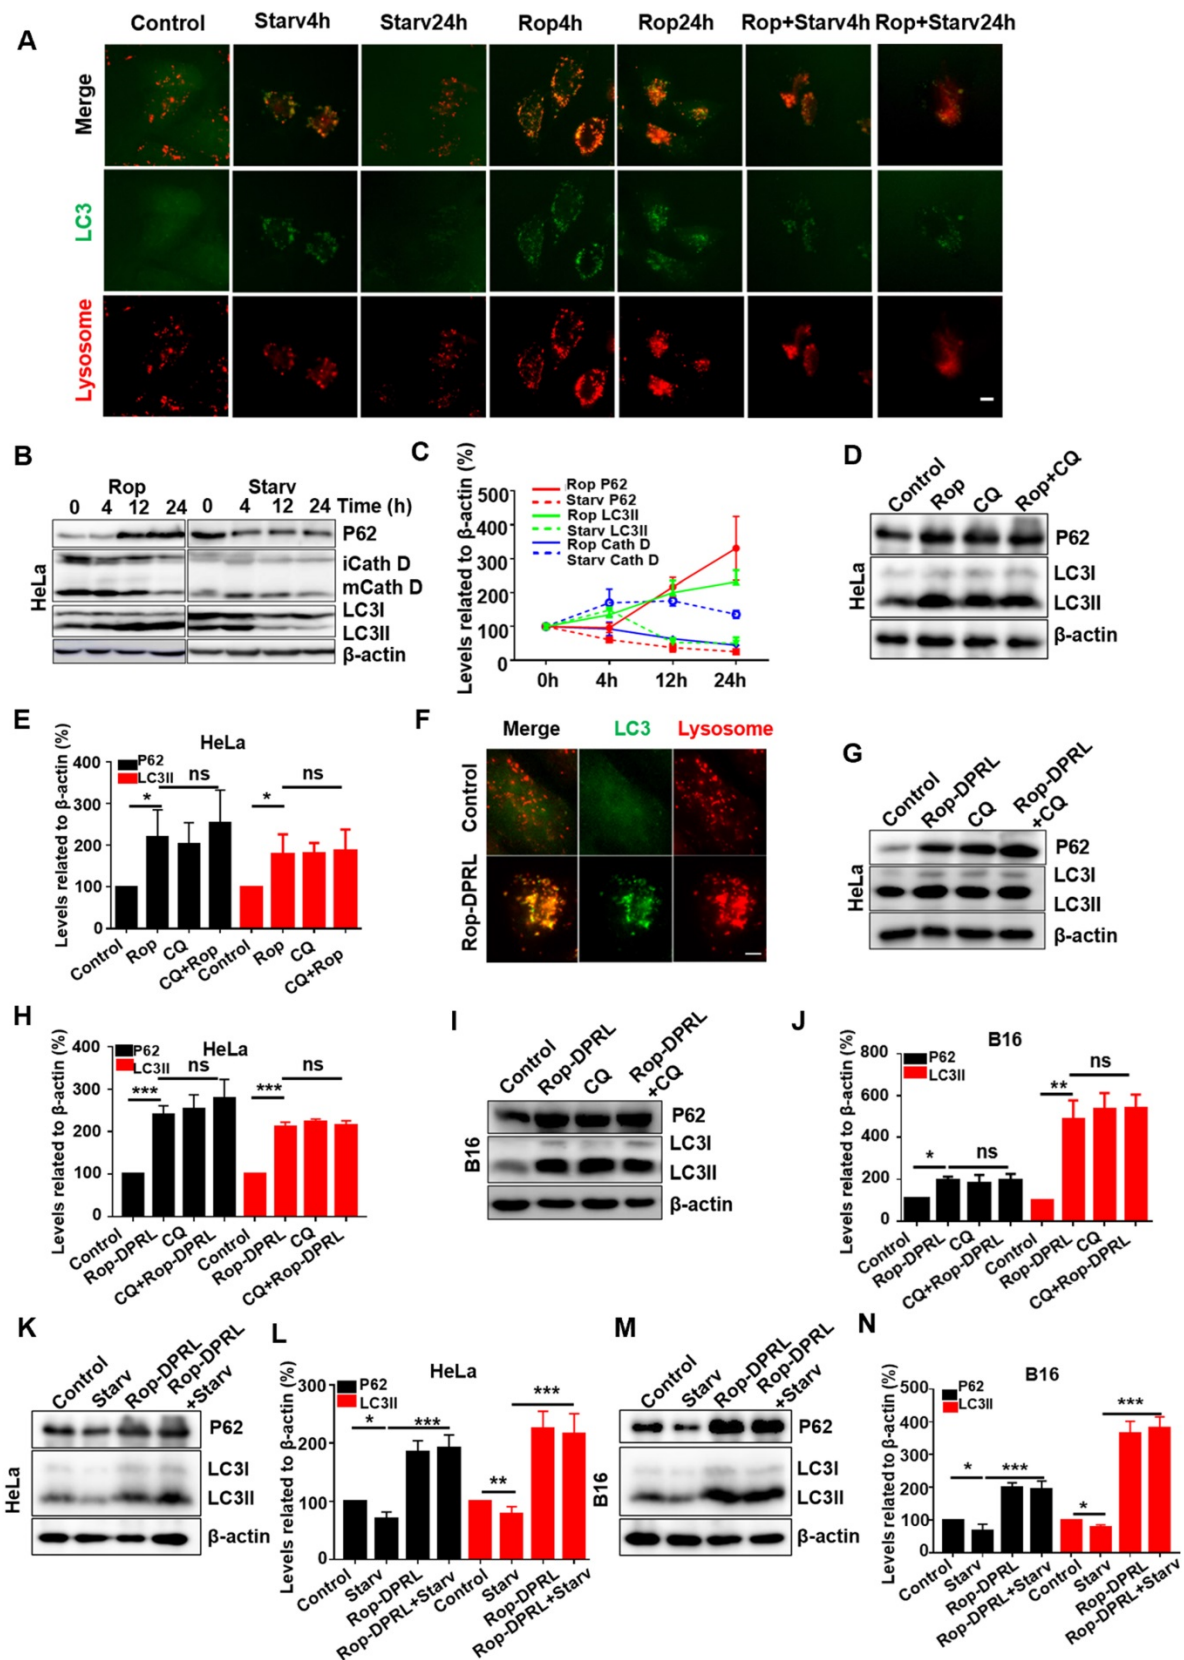 A
Control Starv4h Starv24h Rop4h Rop24h Rop+Starv4h Rop+Starv24h
Merge
LC3
Lysosome
B
Rop Starv
0 4 12 24 0 4 12 24 Time (h)
HeLa
P62
iCath D
mCath D
LC3I
LC3II
β-actin
C
Levels related to β-actin (%)
500
400
300
200
100
0
Rop P62
Starv P62
Rop LC3II
Starv LC3II
Rop Cath D
Starv Cath D
0h 4h 12h 24h
D
Control Rop CQ Rop+CQ
HeLa
P62
LC3I
LC3II
β-actin
E
HeLa
Levels related to β-actin (%)
400
300
200
100
0
P62
LC3II
* ns * ns
Control Rop CQ CQ+Rop Control Rop CQ CQ+Rop
F
Merge LC3 Lysosome
Control
Rop-DPRL
G
Control Rop-DPRL CQ Rop-DPRL
+CQ
HeLa
P62
LC3I
LC3II
β-actin
H
HeLa
Levels related to β-actin (%)
400
300
200
100
0
P62
LC3II
*** ns *** ns
Control Rop-DPRL CQ CQ+Rop-DPRL Control Rop-DPRL CQ CQ+Rop-DPRL
I
Control Rop-DPRL CQ Rop-DPRL
+CQ
B16
P62
LC3I
LC3II
β-actin
J
B16
Levels related to β-actin (%)
800
600
400
200
0
P62
LC3II
* ns ** ns
Control Rop-DPRL CQ CQ+Rop-DPRL Control Rop-DPRL CQ CQ+Rop-DPRL
K
Control Starv Rop-DPRL Rop-DPRL
+Starv
HeLa
P62
LC3I
LC3II
β-actin
L
HeLa
Levels related to β-actin (%)
300
200
100
0
P62
LC3II
* *** ** ***
Control Starv Rop-DPRL Rop-DPRL+Starv Control Starv Rop-DPRL Rop-DPRL+Starv
M
Control Starv Rop-DPRL Rop-DPRL
+Starv
B16
P62
LC3I
LC3II
β-actin
N
B16
Levels related to β-actin (%)
500
400
300
200
100
0
P62
LC3II
* *** * ***
Control Starv Rop-DPRL Rop-DPRL+Starv Control Starv Rop-DPRL Rop-DPRL+Starv